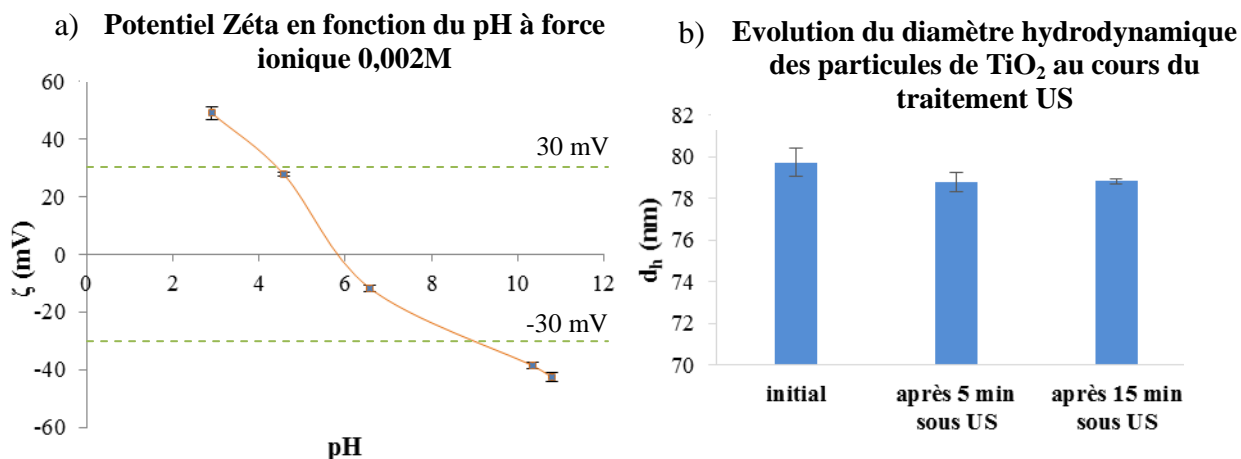 a) Potentiel Zéta en fonction du pH à force
ionique 0,002M
60
40
20
0
-20
-40
-60
ζ (mV)
30 mV
-30 mV
0 2 4 6 8 10 12
pH
b) Evolution du diamètre hydrodynamique
des particules de TiO₂ au cours du
traitement US
82
80
78
76
74
72
70
dₕ (nm)
initial
après 5 min
sous US
après 15 min
sous US